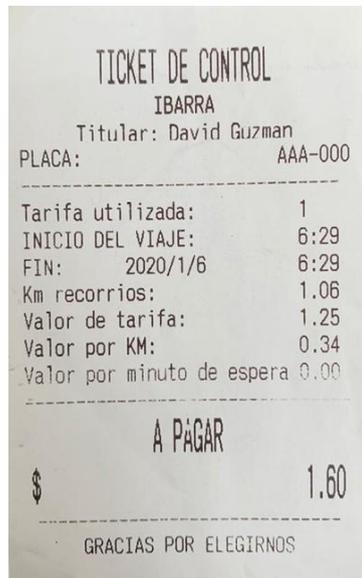 TICKET DE CONTROL
IBARRA
Titular: David Guzman
PLACA: AAA-000
Tarifa utilizada: 1
INICIO DEL VIAJE: 6:29
FIN: 2020/1/6 6:29
Km recorrios: 1.06
Valor de tarifa: 1.25
Valor por KM: 0.34
Valor por minuto de espera 0.00
A PAGAR
$ 1.60
GRACIAS POR ELEGIRNOS